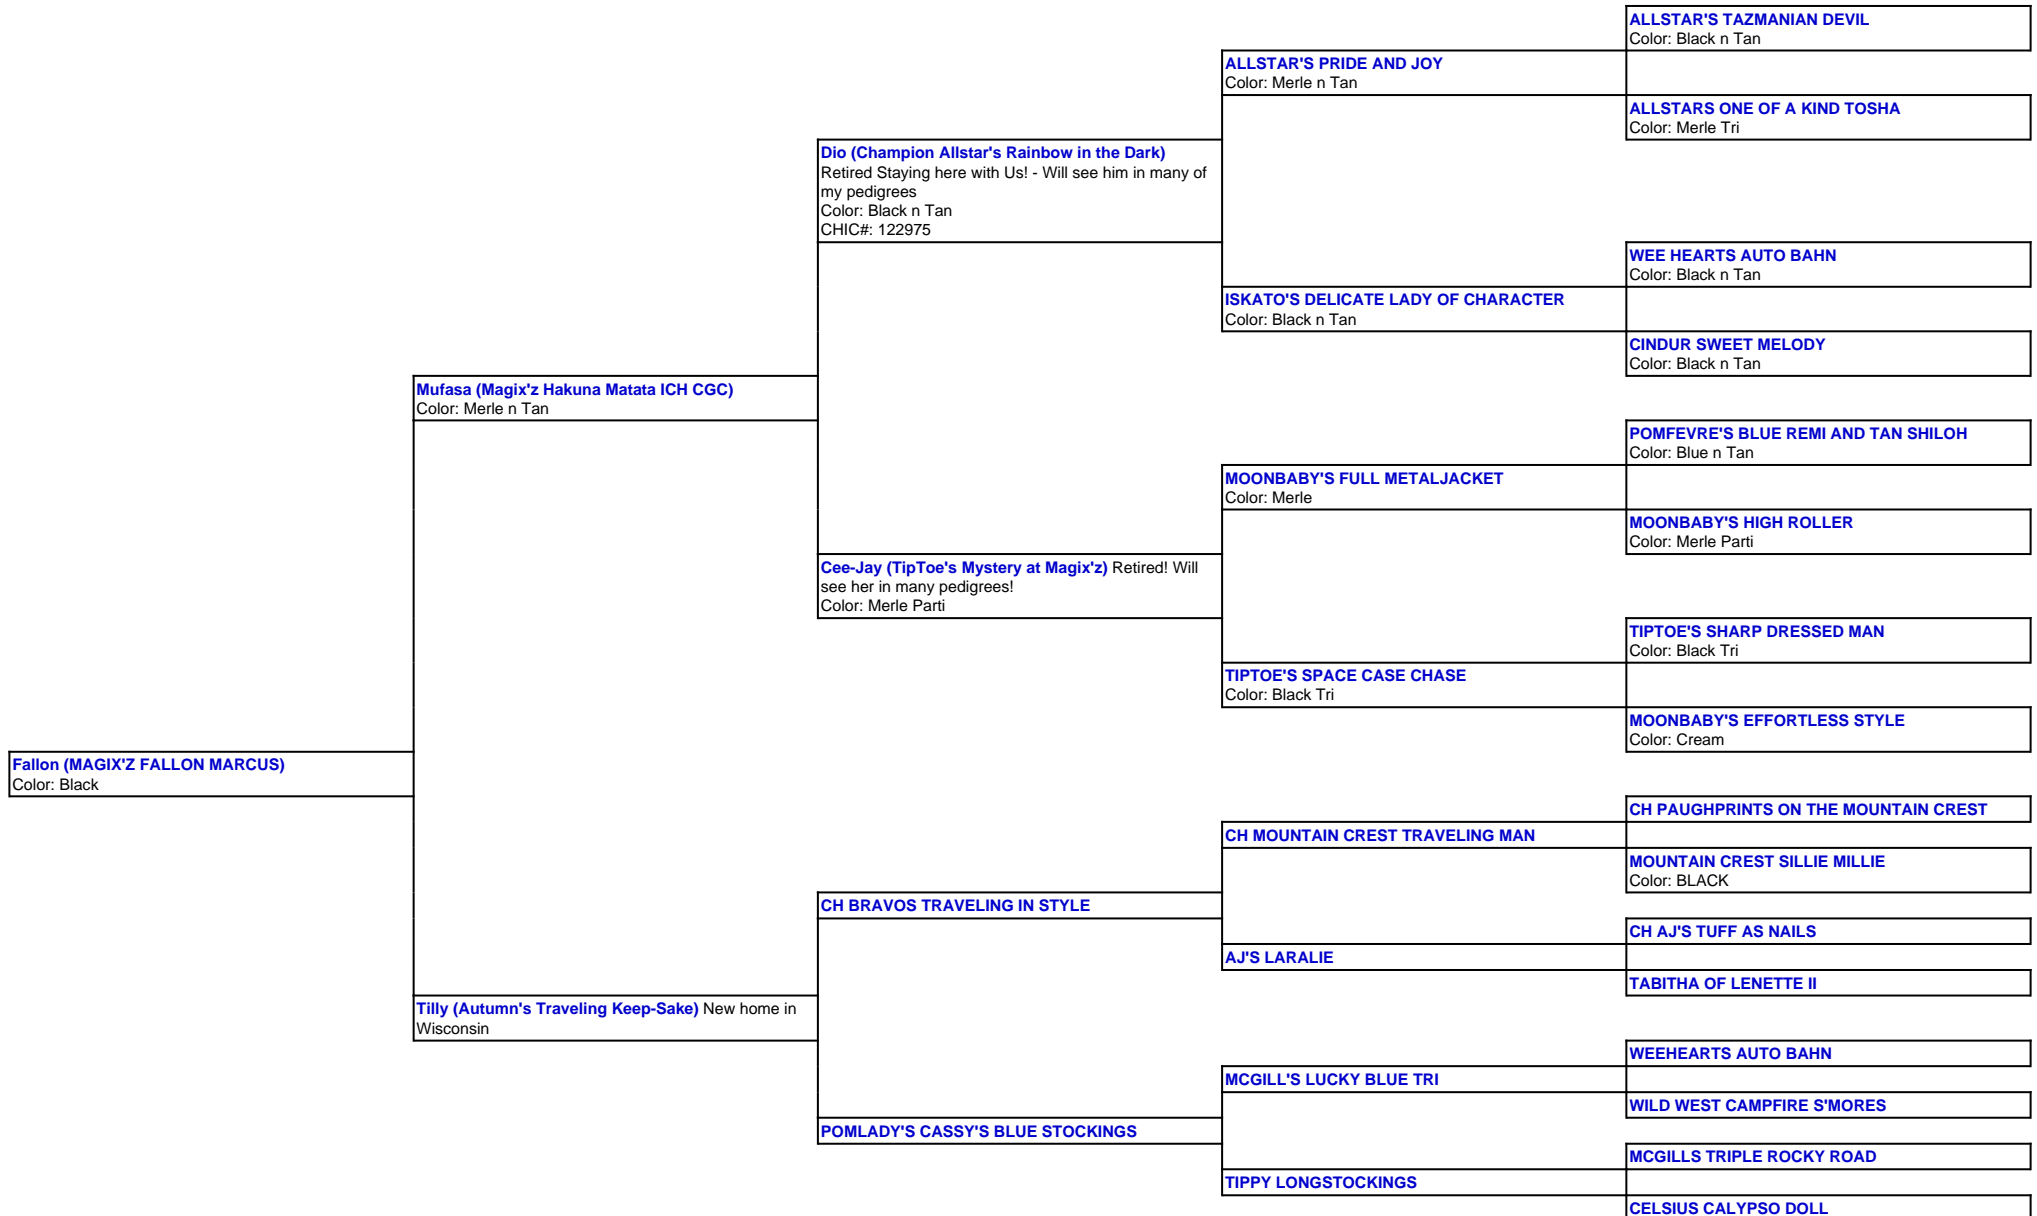 ALLSTAR'S TAZMANIAN DEVIL
Color: Black n Tan
ALLSTAR'S PRIDE AND JOY
Color: Merle n Tan
ALLSTARS ONE OF A KIND TOSHA
Color: Merle Tri
Dio (Champion Allstar's Rainbow in the Dark)
Retired Staying here with Us! - Will see him in many of
my pedigrees
Color: Black n Tan
CHIC#: 122975
WEE HEARTS AUTO BAHN
Color: Black n Tan
ISKATO'S DELICATE LADY OF CHARACTER
Color: Black n Tan
CINDUR SWEET MELODY
Color: Black n Tan
Mufasa (Magix'z Hakuna Matata ICH CGC)
Color: Merle n Tan
POMFEVRE'S BLUE REMI AND TAN SHILOH
Color: Blue n Tan
MOONBABY'S FULL METALJACKET
Color: Merle
MOONBABY'S HIGH ROLLER
Color: Merle Parti
Cee-Jay (TipToe's Mystery at Magix'z) Retired! Will
see her in many pedigrees!
Color: Merle Parti
TIPTOE'S SHARP DRESSED MAN
Color: Black Tri
TIPTOE'S SPACE CASE CHASE
Color: Black Tri
MOONBABY'S EFFORTLESS STYLE
Color: Cream
Fallon (MAGIX'Z FALLON MARCUS)
Color: Black
CH PAUGHPRINTS ON THE MOUNTAIN CREST
CH MOUNTAIN CREST TRAVELING MAN
MOUNTAIN CREST SILLIE MILLIE
Color: BLACK
CH BRAVOS TRAVELING IN STYLE
CH AJ'S TUFF AS NAILS
AJ'S LARALIE
TABITHA OF LENETTE II
Tilly (Autumn's Traveling Keep-Sake) New home in
Wisconsin
WEEHEARTS AUTO BAHN
MCGILL'S LUCKY BLUE TRI
WILD WEST CAMPFIRE S'MORES
POMLADY'S CASSY'S BLUE STOCKINGS
MCGILLS TRIPLE ROCKY ROAD
TIPPY LONGSTOCKINGS
CELSIUS CALYPSO DOLL